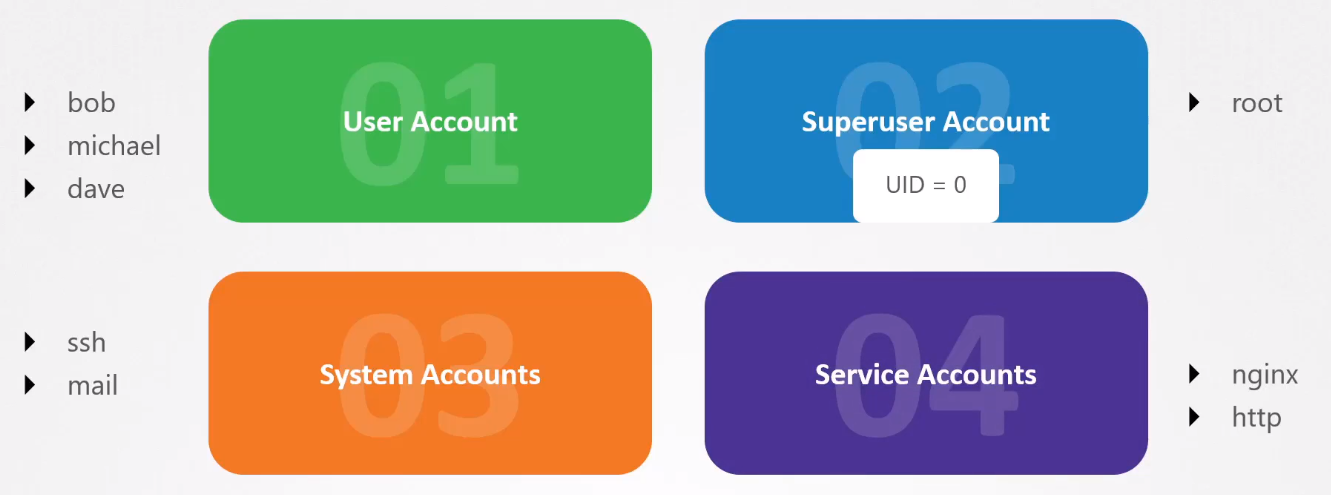 bob
michael
dave
01
User Account
02
Superuser Account
UID = 0
root
ssh
mail
03
System Accounts
04
Service Accounts
nginx
http